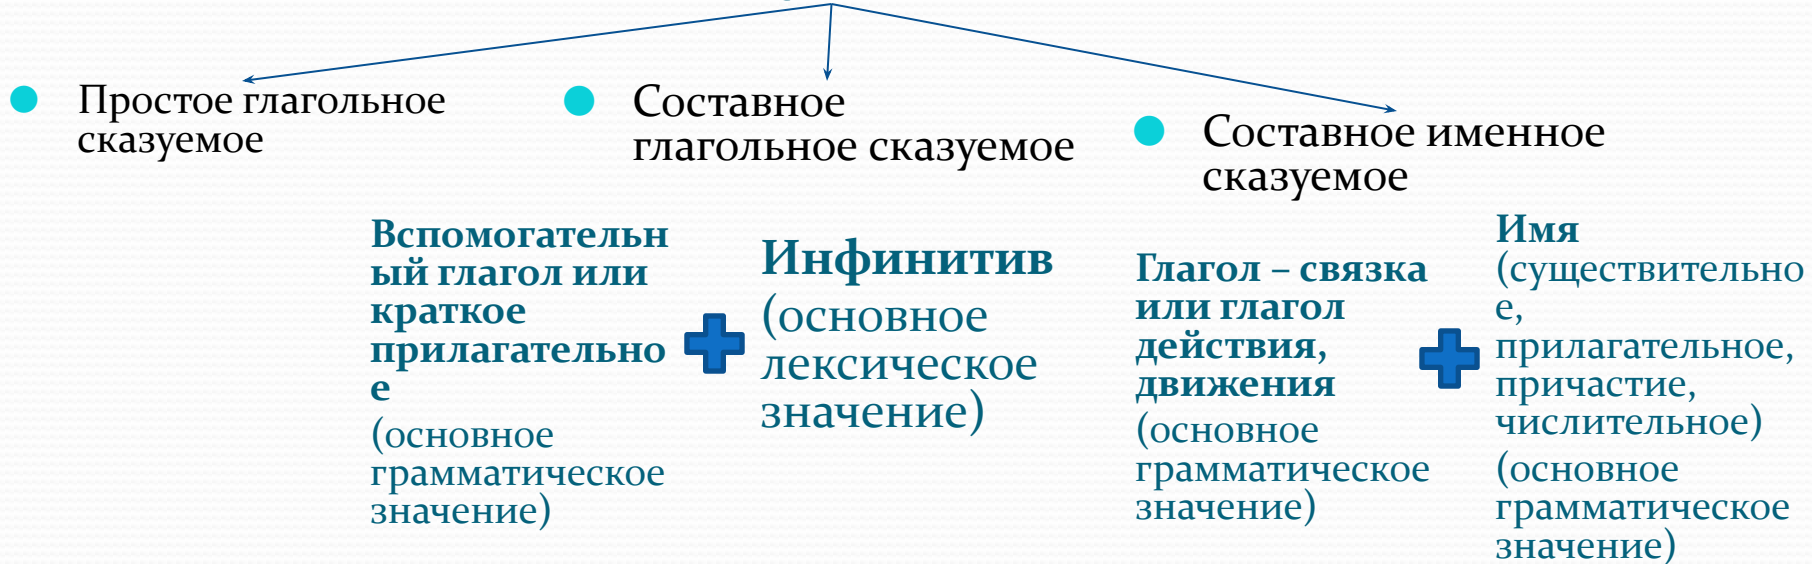 Простое глагольное
сказуемое
Составное
глагольное сказуемое
Составное именное
сказуемое
Вспомогательн
ый глагол или
краткое
прилагательно
е
(основное
грамматическое
значение)
Инфинитив
(основное
лексическое
значение)
Глагол – связка
или глагол
действия,
движения
(основное
грамматическое
значение)
Имя
(существительно
е,
прилагательное,
причастие,
числительное)
(основное
грамматическое
значение)